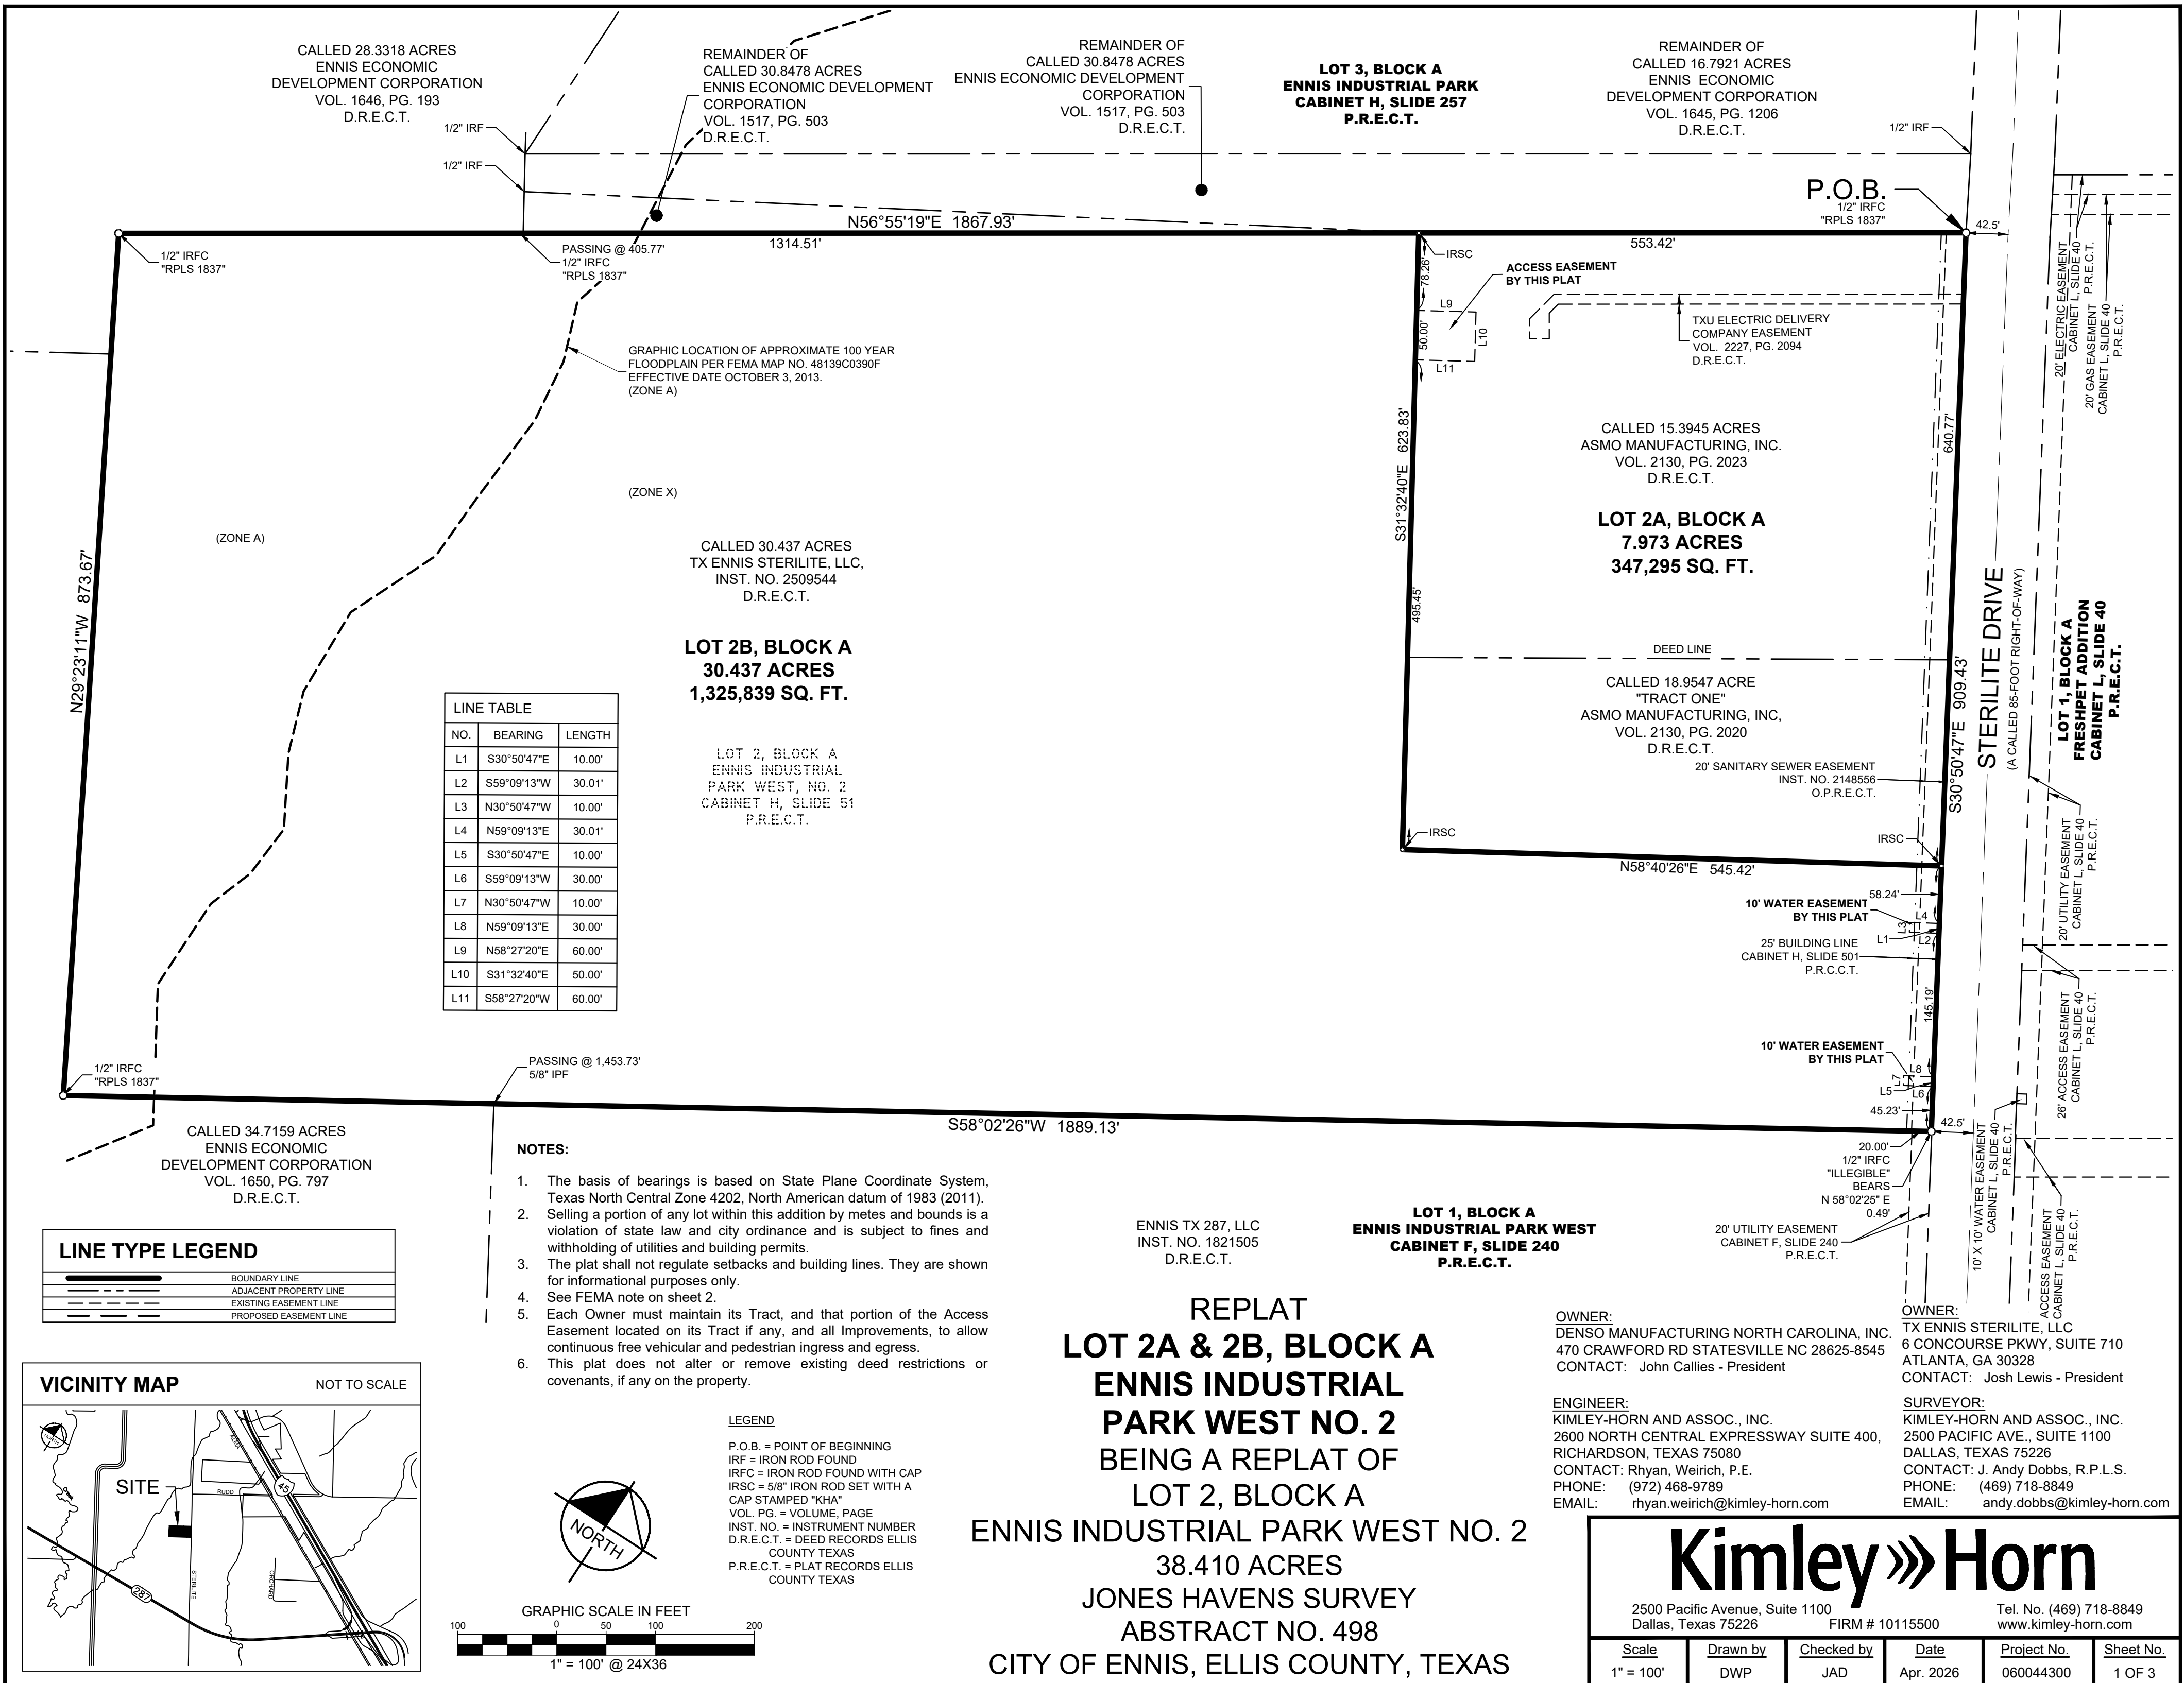 CALLED 28.3318 ACRES
ENNIS ECONOMIC
DEVELOPMENT CORPORATION
VOL. 1646, PG. 193
D.R.E.C.T.
REMAINDER OF
CALLED 30.8478 ACRES
ENNIS ECONOMIC DEVELOPMENT
CORPORATION
VOL. 1517, PG. 503
D.R.E.C.T.
REMAINDER OF
CALLED 30.8478 ACRES
ENNIS ECONOMIC DEVELOPMENT
CORPORATION
VOL. 1517, PG. 503
D.R.E.C.T.
LOT 3, BLOCK A
ENNIS INDUSTRIAL PARK
CABINET H, SLIDE 257
P.R.E.C.T.
REMAINDER OF
CALLED 16.7921 ACRES
ENNIS ECONOMIC
DEVELOPMENT CORPORATION
VOL. 1645, PG. 1206
D.R.E.C.T.
1/2" IRF
1/2" IRF
1/2" IRF
P.O.B.
1/2" IRFC
"RPLS 1837"
42.5'
N56°55'19"E 1867.93'
1314.51'
553.42'
1/2" IRFC
"RPLS 1837"
PASSING @ 405.77'
1/2" IRFC
"RPLS 1837"
IRSC
78.26'
ACCESS EASEMENT
BY THIS PLAT
L9
50.00'
L10
L11
TXU ELECTRIC DELIVERY
COMPANY EASEMENT
VOL. 2227, PG. 2094
D.R.E.C.T.
20' ELECTRIC EASEMENT
CABINET L, SLIDE 40
P.R.E.C.T.
20' GAS EASEMENT
CABINET L, SLIDE 40
P.R.E.C.T.
GRAPHIC LOCATION OF APPROXIMATE 100 YEAR
FLOODPLAIN PER FEMA MAP NO. 48139C0390F
EFFECTIVE DATE OCTOBER 3, 2013.
(ZONE A)
(ZONE X)
(ZONE A)
N29°23'11"W 873.67'
CALLED 30.437 ACRES
TX ENNIS STERILITE, LLC,
INST. NO. 2509544
D.R.E.C.T.
LOT 2B, BLOCK A
30.437 ACRES
1,325,839 SQ. FT.
LOT 2, BLOCK A
ENNIS INDUSTRIAL
PARK WEST, NO. 2
CABINET H, SLIDE 51
P.R.E.C.T.
S31°32'40"E 623.83'
495.45'
CALLED 15.3945 ACRES
ASMO MANUFACTURING, INC.
VOL. 2130, PG. 2023
D.R.E.C.T.
LOT 2A, BLOCK A
7.973 ACRES
347,295 SQ. FT.
640.77'
DEED LINE
CALLED 18.9547 ACRE
"TRACT ONE"
ASMO MANUFACTURING, INC,
VOL. 2130, PG. 2020
D.R.E.C.T.
20' SANITARY SEWER EASEMENT
INST. NO. 2148556
O.P.R.E.C.T.
S30°50'47"E 909.43'
STERILITE DRIVE
(A CALLED 85-FOOT RIGHT-OF-WAY)
LOT 1, BLOCK A
FRESHPET ADDITION
CABINET L, SLIDE 40
P.R.E.C.T.
IRSC
IRSC
N58°40'26"E 545.42'
58.24'
10' WATER EASEMENT
BY THIS PLAT
L4
L3
L1
L2
25' BUILDING LINE
CABINET H, SLIDE 501
P.R.C.C.T.
145.19'
10' WATER EASEMENT
BY THIS PLAT
L8
L7
L5
L6
45.23'
42.5'
20' UTILITY EASEMENT
CABINET L, SLIDE 40
P.R.E.C.T.
26' ACCESS EASEMENT
CABINET L, SLIDE 40
P.R.E.C.T.
10' X 10' WATER EASEMENT
CABINET L, SLIDE 40
P.R.E.C.T.
ACCESS EASEMENT
CABINET L, SLIDE 40
P.R.E.C.T.
LINE TABLE
NO. BEARING LENGTH
L1 S30°50'47"E 10.00'
L2 S59°09'13"W 30.01'
L3 N30°50'47"W 10.00'
L4 N59°09'13"E 30.01'
L5 S30°50'47"E 10.00'
L6 S59°09'13"W 30.00'
L7 N30°50'47"W 10.00'
L8 N59°09'13"E 30.00'
L9 N58°27'20"E 60.00'
L10 S31°32'40"E 50.00'
L11 S58°27'20"W 60.00'
1/2" IRFC
"RPLS 1837"
PASSING @ 1,453.73'
5/8" IPF
S58°02'26"W 1889.13'
20.00'
1/2" IRFC
"ILLEGIBLE"
BEARS
N 58°02'25" E
0.49'
20' UTILITY EASEMENT
CABINET F, SLIDE 240
P.R.E.C.T.
CALLED 34.7159 ACRES
ENNIS ECONOMIC
DEVELOPMENT CORPORATION
VOL. 1650, PG. 797
D.R.E.C.T.
ENNIS TX 287, LLC
INST. NO. 1821505
D.R.E.C.T.
LOT 1, BLOCK A
ENNIS INDUSTRIAL PARK WEST
CABINET F, SLIDE 240
P.R.E.C.T.
LINE TYPE LEGEND
BOUNDARY LINE
ADJACENT PROPERTY LINE
EXISTING EASEMENT LINE
PROPOSED EASEMENT LINE
NOTES:
1. The basis of bearings is based on State Plane Coordinate System,
Texas North Central Zone 4202, North American datum of 1983 (2011).
2. Selling a portion of any lot within this addition by metes and bounds is a
violation of state law and city ordinance and is subject to fines and
withholding of utilities and building permits.
3. The plat shall not regulate setbacks and building lines. They are shown
for informational purposes only.
4. See FEMA note on sheet 2.
5. Each Owner must maintain its Tract, and that portion of the Access
Easement located on its Tract if any, and all Improvements, to allow
continuous free vehicular and pedestrian ingress and egress.
6. This plat does not alter or remove existing deed restrictions or
covenants, if any on the property.
VICINITY MAP
NOT TO SCALE
NORTH
SITE
Creek
ALMA
45
RUDD
STERILITE
ORCHARD
287
LEGEND
P.O.B. = POINT OF BEGINNING
IRF = IRON ROD FOUND
IRFC = IRON ROD FOUND WITH CAP
IRSC = 5/8" IRON ROD SET WITH A
CAP STAMPED "KHA"
VOL. PG. = VOLUME, PAGE
INST. NO. = INSTRUMENT NUMBER
D.R.E.C.T. = DEED RECORDS ELLIS
COUNTY TEXAS
P.R.E.C.T. = PLAT RECORDS ELLIS
COUNTY TEXAS
NORTH
GRAPHIC SCALE IN FEET
100 0 50 100 200
1" = 100' @ 24X36
REPLAT
LOT 2A & 2B, BLOCK A
ENNIS INDUSTRIAL
PARK WEST NO. 2
BEING A REPLAT OF
LOT 2, BLOCK A
ENNIS INDUSTRIAL PARK WEST NO. 2
38.410 ACRES
JONES HAVENS SURVEY
ABSTRACT NO. 498
CITY OF ENNIS, ELLIS COUNTY, TEXAS
OWNER:
DENSO MANUFACTURING NORTH CAROLINA, INC.
470 CRAWFORD RD STATESVILLE NC 28625-8545
CONTACT: John Callies - President
OWNER:
TX ENNIS STERILITE, LLC
6 CONCOURSE PKWY, SUITE 710
ATLANTA, GA 30328
CONTACT: Josh Lewis - President
ENGINEER:
KIMLEY-HORN AND ASSOC., INC.
2600 NORTH CENTRAL EXPRESSWAY SUITE 400,
RICHARDSON, TEXAS 75080
CONTACT: Rhyan, Weirich, P.E.
PHONE: (972) 468-9789
EMAIL: rhyan.weirich@kimley-horn.com
SURVEYOR:
KIMLEY-HORN AND ASSOC., INC.
2500 PACIFIC AVE., SUITE 1100
DALLAS, TEXAS 75226
CONTACT: J. Andy Dobbs, R.P.L.S.
PHONE: (469) 718-8849
EMAIL: andy.dobbs@kimley-horn.com
Kimley»Horn
2500 Pacific Avenue, Suite 1100
Dallas, Texas 75226
FIRM # 10115500
Tel. No. (469) 718-8849
www.kimley-horn.com
Scale Drawn by Checked by Date Project No. Sheet No.
1" = 100' DWP JAD Apr. 2026 060044300 1 OF 3